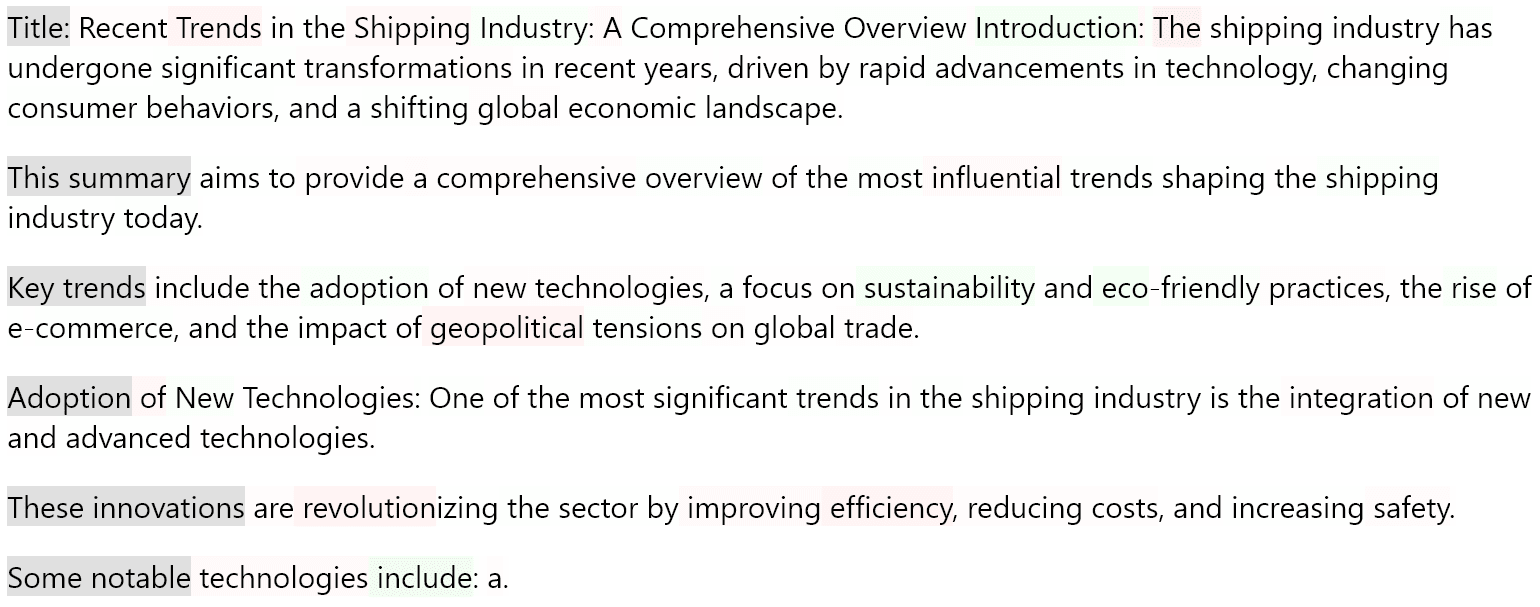 Title: Recent Trends in the Shipping Industry: A Comprehensive Overview Introduction: The shipping industry has
undergone significant transformations in recent years, driven by rapid advancements in technology, changing
consumer behaviors, and a shifting global economic landscape.
This summary aims to provide a comprehensive overview of the most influential trends shaping the shipping
industry today.
Key trends include the adoption of new technologies, a focus on sustainability and eco-friendly practices, the rise of
e-commerce, and the impact of geopolitical tensions on global trade.
Adoption of New Technologies: One of the most significant trends in the shipping industry is the integration of new
and advanced technologies.
These innovations are revolutionizing the sector by improving efficiency, reducing costs, and increasing safety.
Some notable technologies include: a.